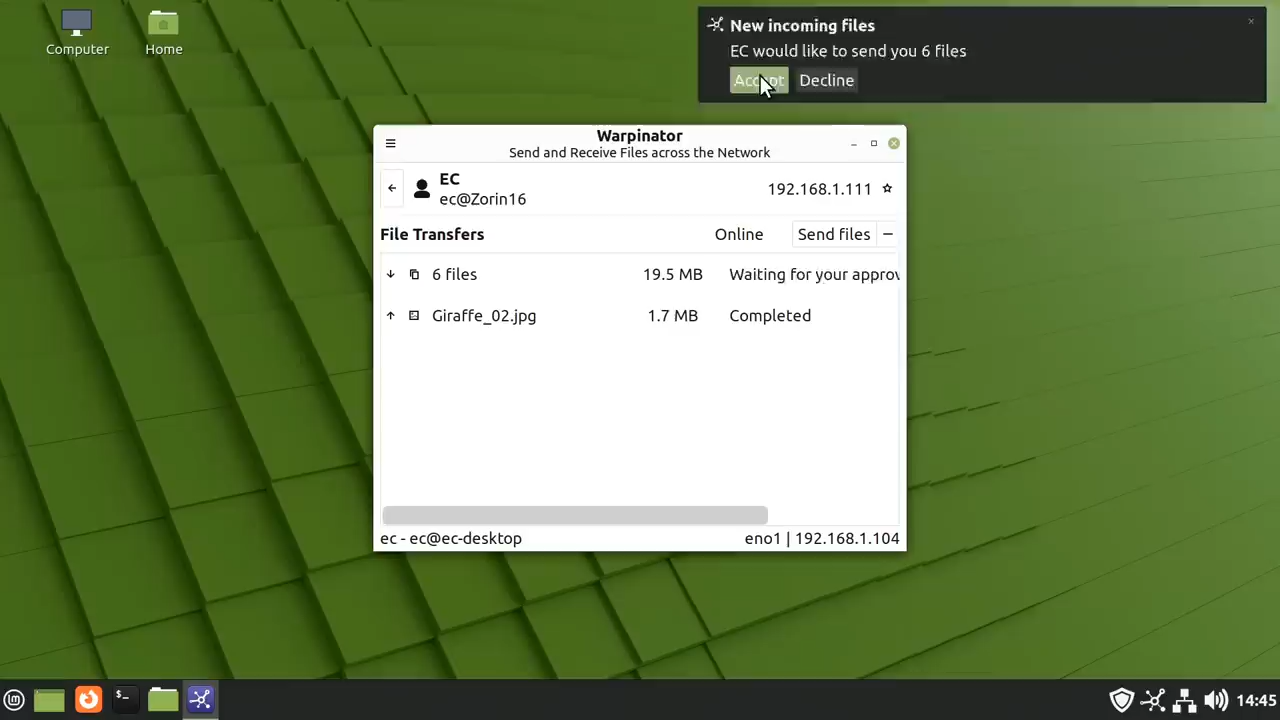 Computer
Home
New incoming files
EC would like to send you 6 files
Accept Decline
Warpinator
Send and Receive Files across the Network
EC
ec@Zorin16
192.168.1.111
File Transfers
Online
Send files
6 files 19.5 MB Waiting for your approv
Giraffe_02.jpg 1.7 MB Completed
ec - ec@ec-desktop
eno1 | 192.168.1.104
14:45